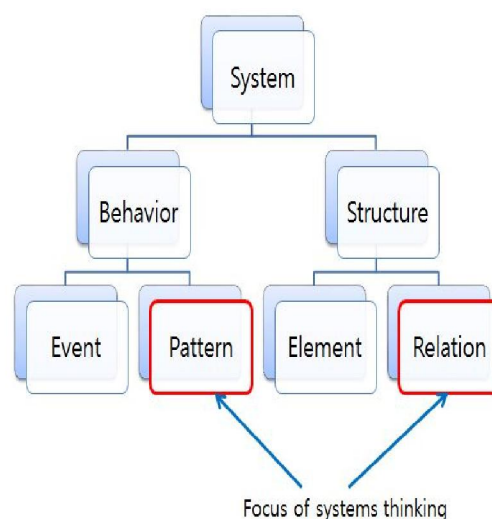 System
Behavior
Structure
Event
Pattern
Element
Relation
Focus of systems thinking